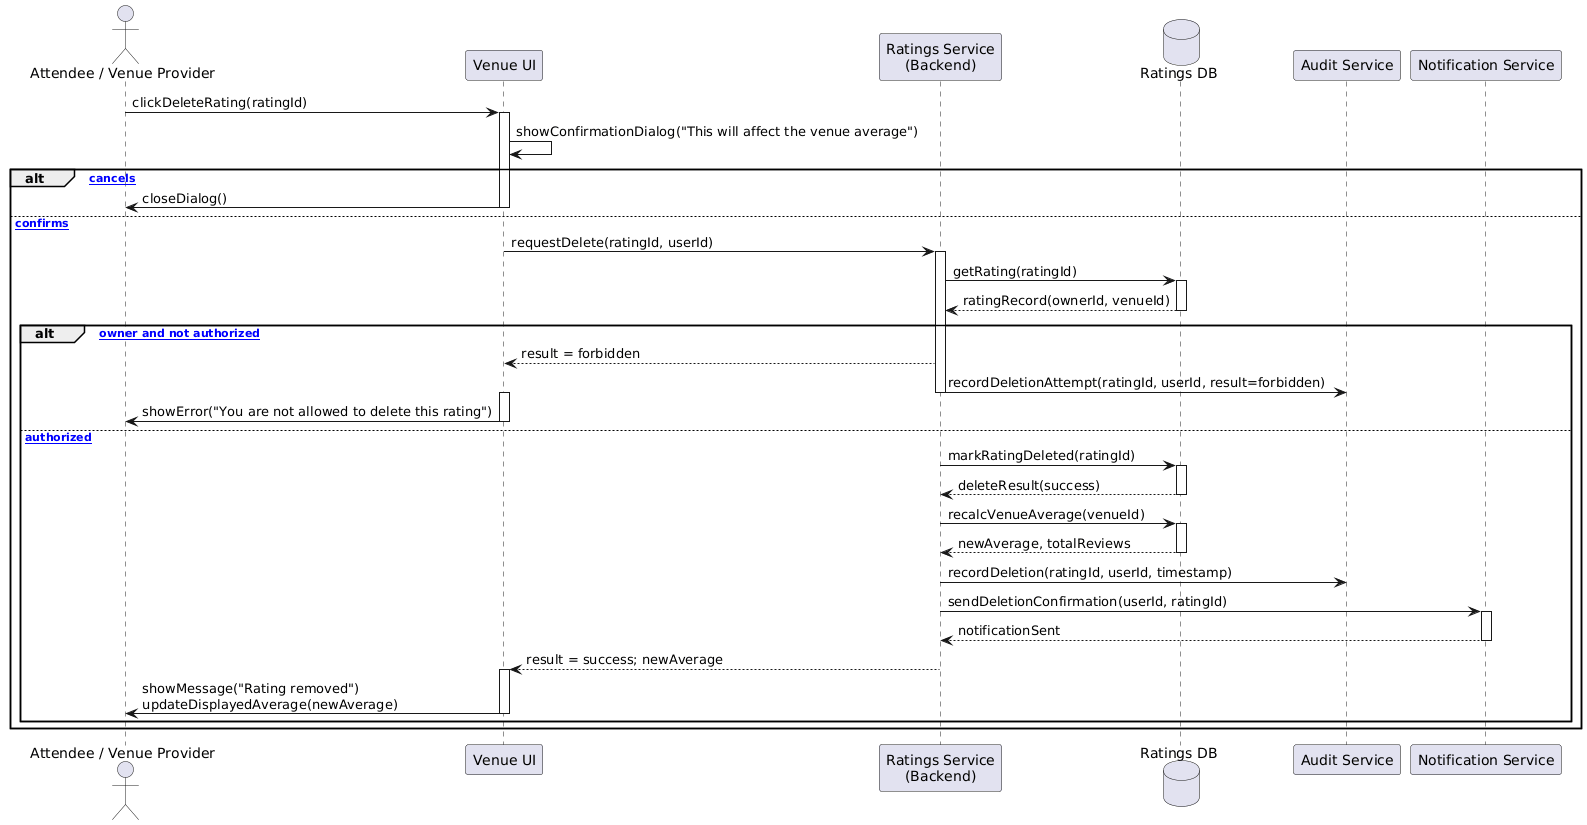 Attendee / Venue Provider
Venue UI
Ratings Service
(Backend)
Ratings DB
Audit Service
Notification Service
clickDeleteRating(ratingId)
showConfirmationDialog("This will affect the venue average")
alt
cancels
closeDialog()
confirms
requestDelete(ratingId, userId)
getRating(ratingId)
ratingRecord(ownerId, venueId)
alt
owner and not authorized
result = forbidden
recordDeletionAttempt(ratingId, userId, result=forbidden)
showError("You are not allowed to delete this rating")
authorized
markRatingDeleted(ratingId)
deleteResult(success)
recalcVenueAverage(venueId)
newAverage, totalReviews
recordDeletion(ratingId, userId, timestamp)
sendDeletionConfirmation(userId, ratingId)
notificationSent
result = success; newAverage
showMessage("Rating removed")
updateDisplayedAverage(newAverage)
Attendee / Venue Provider
Venue UI
Ratings Service
(Backend)
Ratings DB
Audit Service
Notification Service